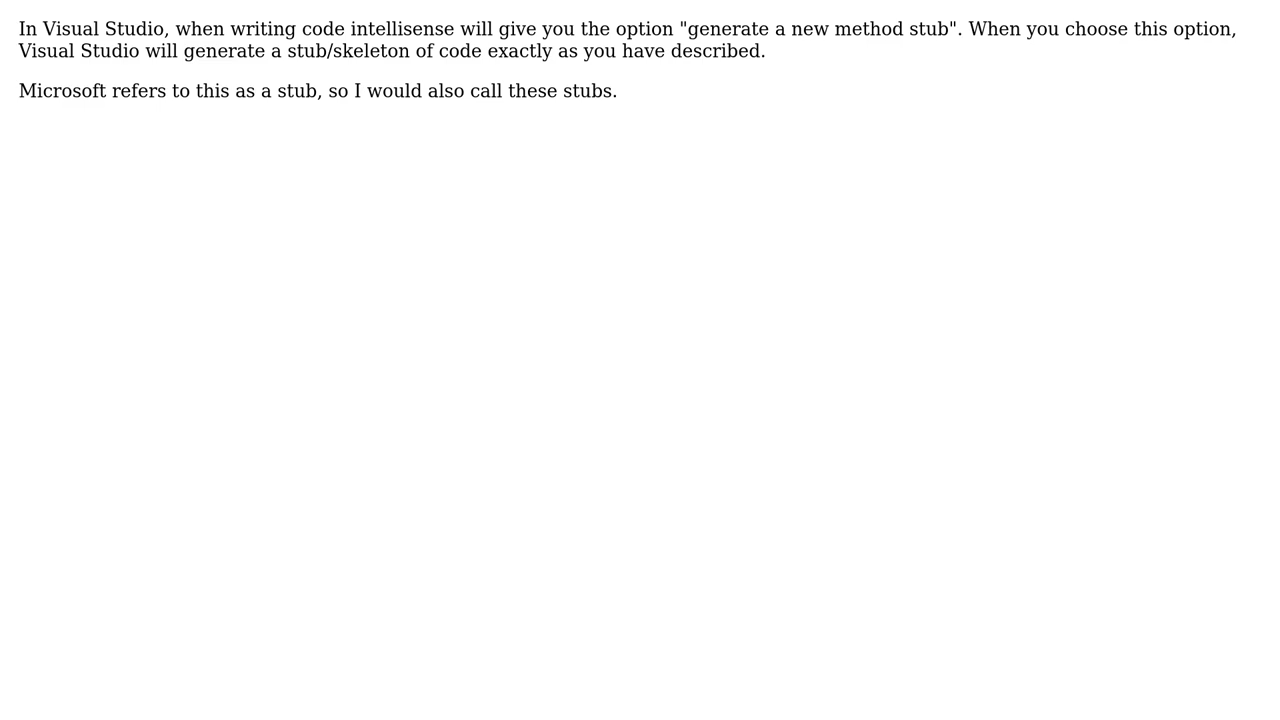 In Visual Studio, when writing code intellisense will give you the option "generate a new method stub". When you choose this option,
Visual Studio will generate a stub/skeleton of code exactly as you have described.
Microsoft refers to this as a stub, so I would also call these stubs.